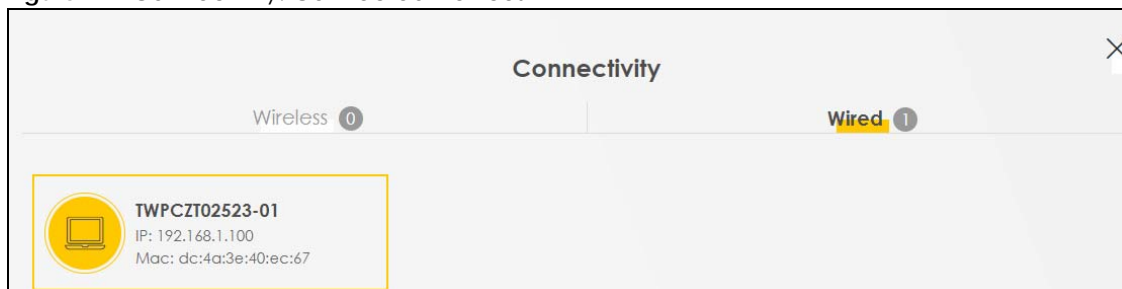 Connectivity
Wireless 0
Wired 1
TWPCZT02523-01
IP: 192.168.1.100
Mac: dc:4a:3e:40:ec:67